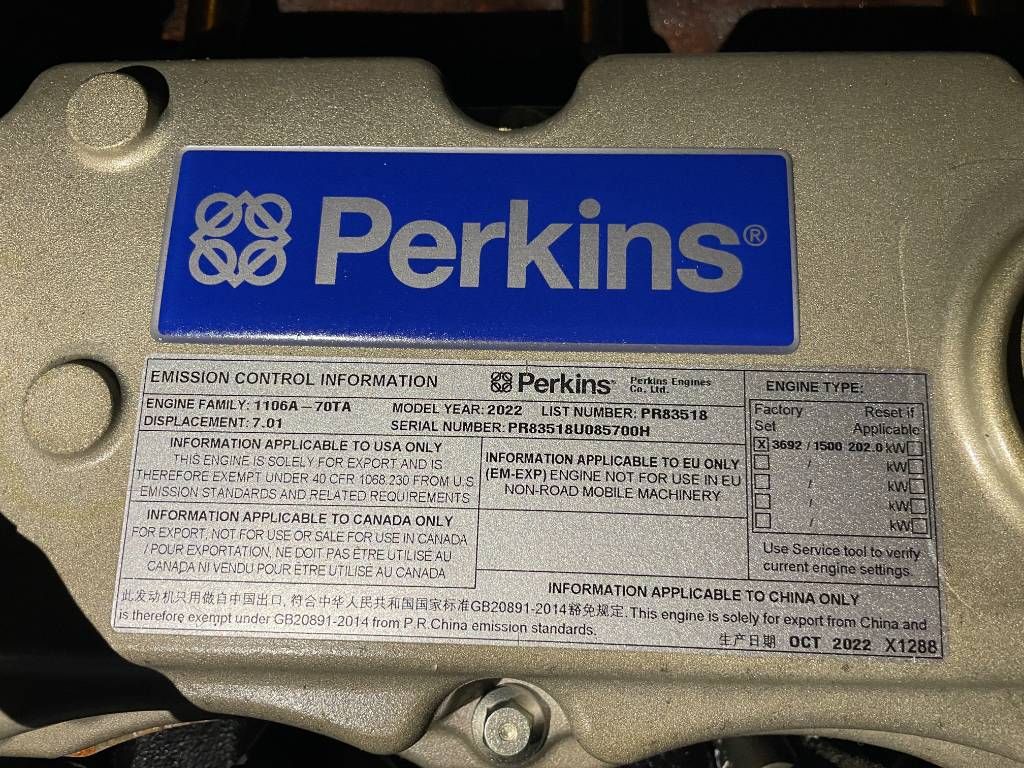 Perkins®
EMISSION CONTROL INFORMATION
Perkins®
Perkins Engines
Co., Ltd.
ENGINE FAMILY: 1106A-70TA
MODEL YEAR: 2022 LIST NUMBER: PR83518
DISPLACEMENT: 7.01
SERIAL NUMBER: PR83518U085700H
INFORMATION APPLICABLE TO USA ONLY
THIS ENGINE IS SOLELY FOR EXPORT AND IS
THEREFORE EXEMPT UNDER 40 CFR 1068.230 FROM U.S
EMISSION STANDARDS AND RELATED REQUIREMENTS
INFORMATION APPLICABLE TO CANADA ONLY
FOR EXPORT, NOT FOR USE OR SALE FOR USE IN CANADA
/ POUR EXPORTATION, NE DOIT PAS ÊTRE UTILISE AU
CANADA NI VENDU POUR ÊTRE UTILISE AU CANADA
INFORMATION APPLICABLE TO EU ONLY
(EM-EXP) ENGINE NOT FOR USE IN EU
NON-ROAD MOBILE MACHINERY
ENGINE TYPE:
Factory Reset if
Set Applicable
X 3692 / 1500 202.0 kW
/ kW
/ kW
/ kW
/ kW
Use Service tool to verify
current engine settings.
INFORMATION APPLICABLE TO CHINA ONLY
此发动机只用做自中国出口, 符合中华人民共和国国家标准GB20891-2014豁免规定. This engine is solely for export from China and
is therefore exempt under GB20891-2014 from P.R.China emission standards.
生产日期 OCT 2022 X1288